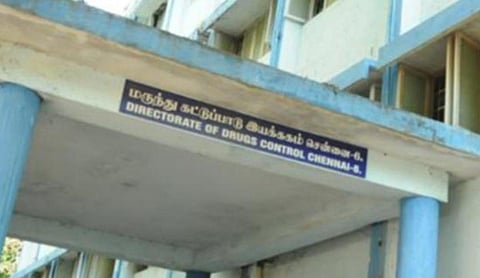 மருந்து கட்டுப்பாடு இயக்ககம் சென்னை-6.
DIRECTORATE OF DRUGS CONTROL CHENNAI-6.